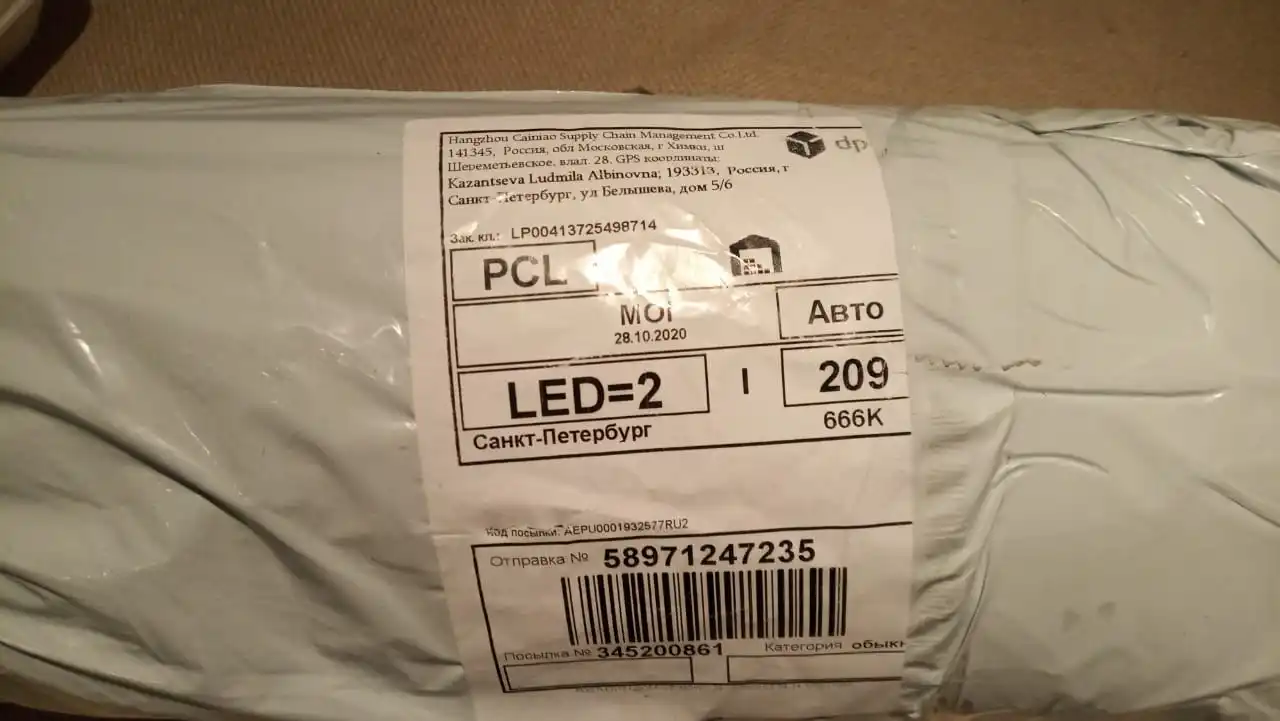 Hangzhou Cainiao Supply Chain Management Co.Ltd.
141345, Россия, обл Московская, г Химки, ш
Шереметьевское, влад. 28, GPS координаты:
Kazantseva Ludmila Albinovna; 193313, Россия, г
Санкт-Петербург, ул Белышева, дом 5/6
dp
Зак. кл.: LP00413725498714
PCL
28.10.2020
Авто
LED=2
I
209
666K
Санкт-Петербург
Код посылки: AEPU0001932577RU2
Отправка № 58971247235
Посылка № 345200861
Категория обыкн